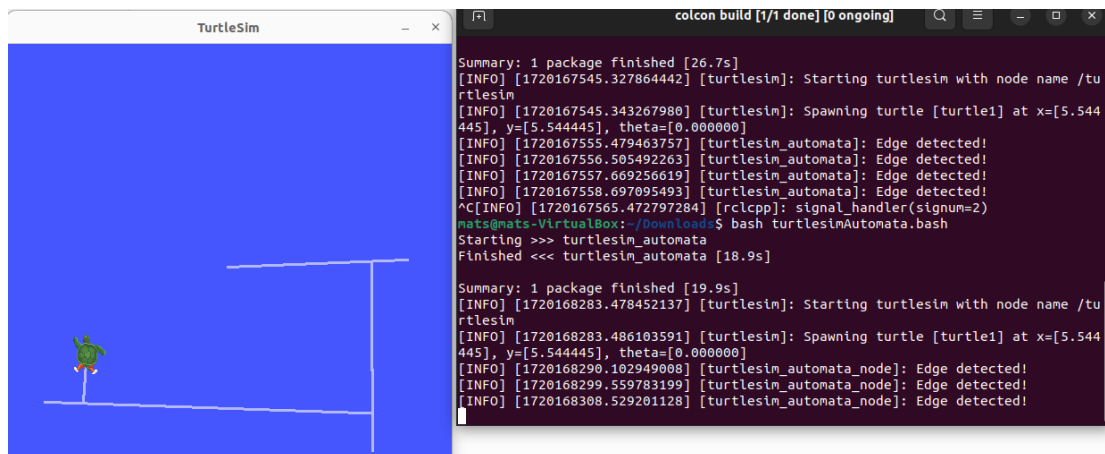 TurtleSim
colcon build [1/1 done] [0 ongoing]
Summary: 1 package finished [26.7s]
[INFO] [1720167545.327864442] [turtlesim]: Starting turtlesim with node name /tu
rtlesim
[INFO] [1720167545.343267980] [turtlesim]: Spawning turtle [turtle1] at x=[5.544
445], y=[5.544445], theta=[0.000000]
[INFO] [1720167555.479463757] [turtlesim_automata]: Edge detected!
[INFO] [1720167556.505492263] [turtlesim_automata]: Edge detected!
[INFO] [1720167557.669256619] [turtlesim_automata]: Edge detected!
[INFO] [1720167558.697095493] [turtlesim_automata]: Edge detected!
^C[INFO] [1720167565.472797284] [rclcpp]: signal_handler(signum=2)
mats@mats-VirtualBox:~/Downloads$ bash turtlesimAutomata.bash
Starting >>> turtlesim_automata
Finished <<< turtlesim_automata [18.9s]
Summary: 1 package finished [19.9s]
[INFO] [1720168283.478452137] [turtlesim]: Starting turtlesim with node name /tu
rtlesim
[INFO] [1720168283.486103591] [turtlesim]: Spawning turtle [turtle1] at x=[5.544
445], y=[5.544445], theta=[0.000000]
[INFO] [1720168290.102949008] [turtlesim_automata_node]: Edge detected!
[INFO] [1720168299.559783199] [turtlesim_automata_node]: Edge detected!
[INFO] [1720168308.529201128] [turtlesim_automata_node]: Edge detected!